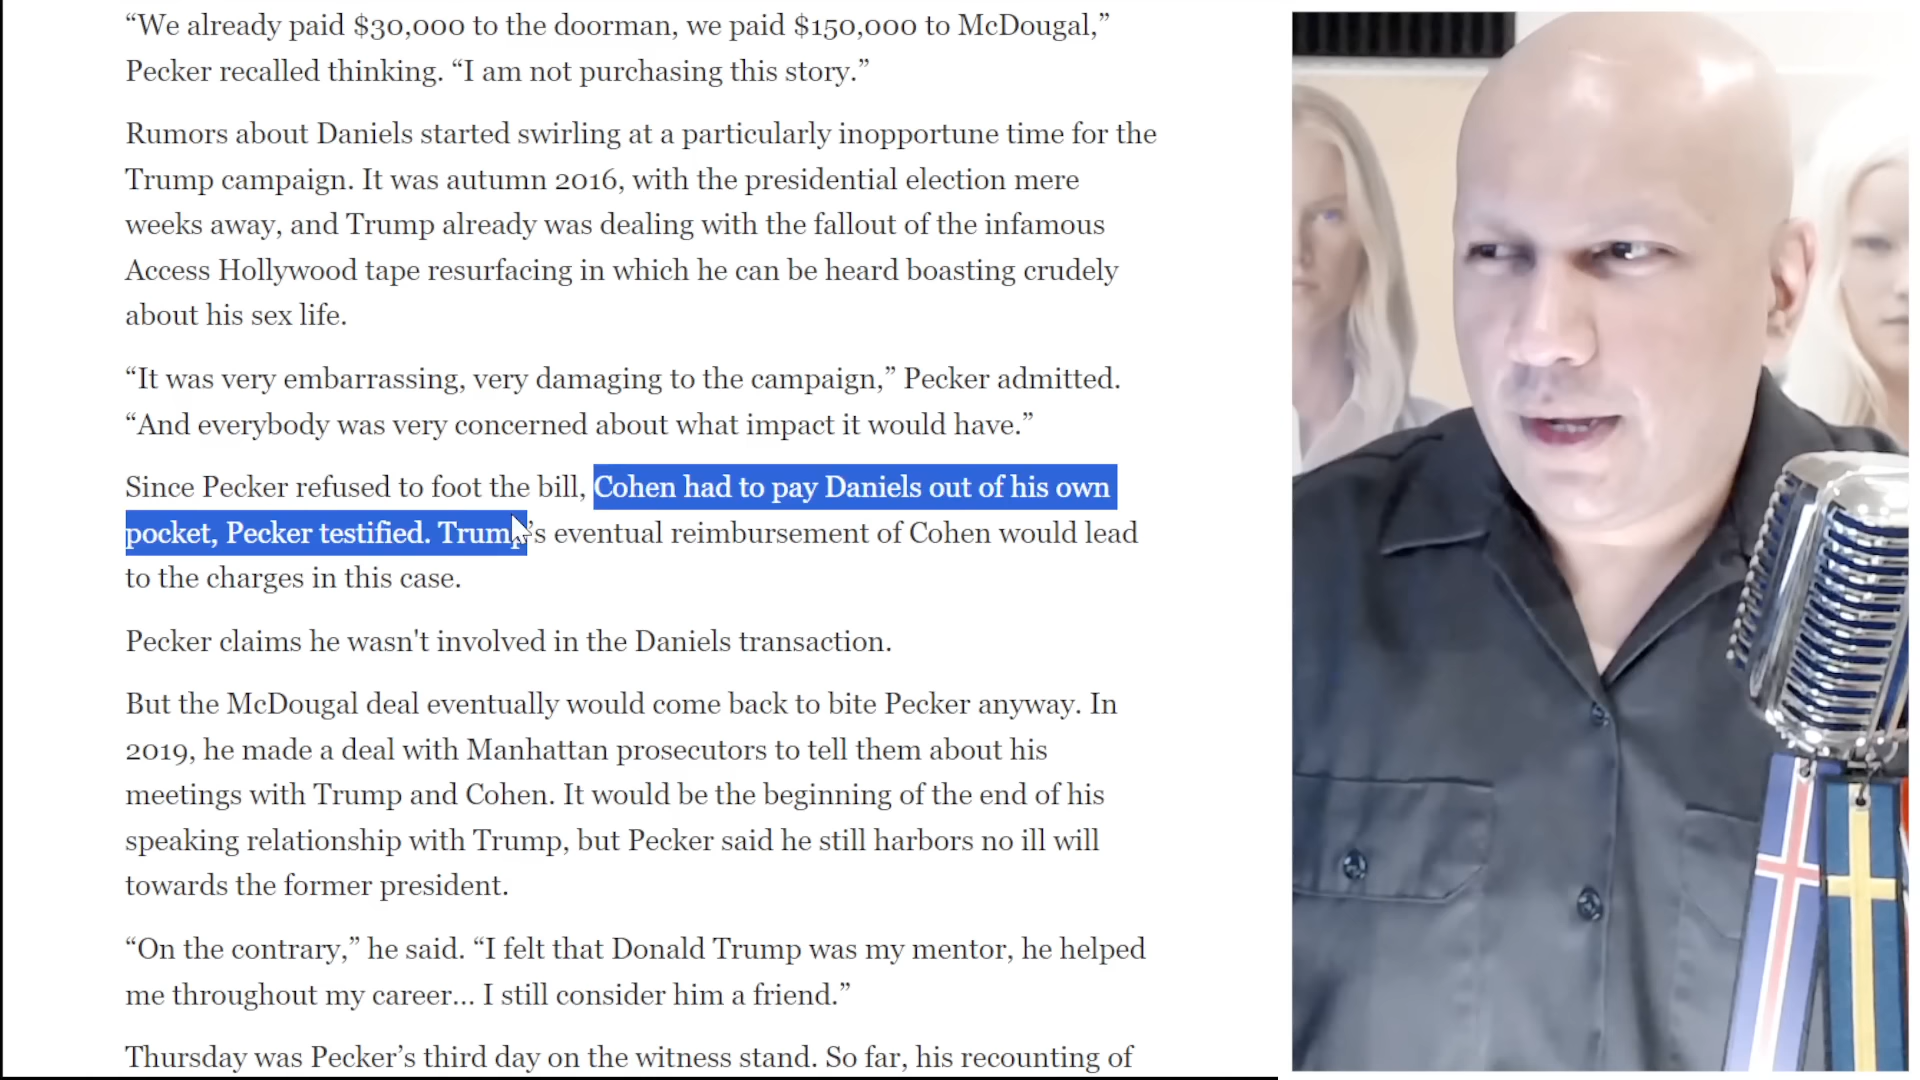 “We already paid $30,000 to the doorman, we paid $150,000 to McDougal,”
Pecker recalled thinking. “I am not purchasing this story.”
Rumors about Daniels started swirling at a particularly inopportune time for the
Trump campaign. It was autumn 2016, with the presidential election mere
weeks away, and Trump already was dealing with the fallout of the infamous
Access Hollywood tape resurfacing in which he can be heard boasting crudely
about his sex life.
“It was very embarrassing, very damaging to the campaign,” Pecker admitted.
“And everybody was very concerned about what impact it would have.”
Since Pecker refused to foot the bill, Cohen had to pay Daniels out of his own
pocket, Pecker testified. Trump’s eventual reimbursement of Cohen would lead
to the charges in this case.
Pecker claims he wasn't involved in the Daniels transaction.
But the McDougal deal eventually would come back to bite Pecker anyway. In
2019, he made a deal with Manhattan prosecutors to tell them about his
meetings with Trump and Cohen. It would be the beginning of the end of his
speaking relationship with Trump, but Pecker said he still harbors no ill will
towards the former president.
“On the contrary,” he said. “I felt that Donald Trump was my mentor, he helped
me throughout my career... I still consider him a friend.”
Thursday was Pecker’s third day on the witness stand. So far, his recounting of